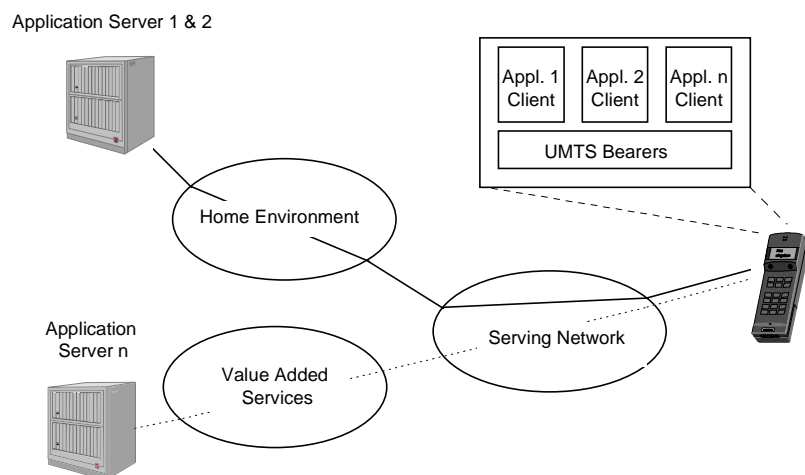 Application Server 1 & 2
Appl. 1
Client
Appl. 2
Client
Appl. n
Client
UMTS Bearers
Home Environment
Application
Server n
Serving Network
Value Added
Services